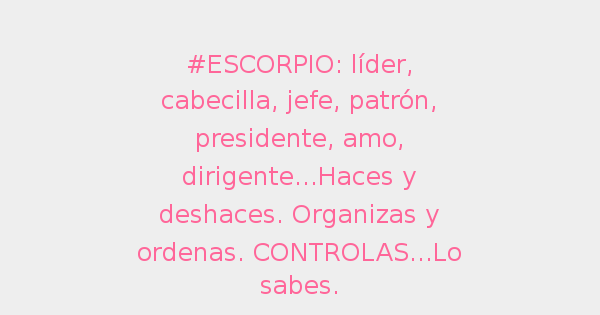 #ESCORPIO: líder,
cabecilla, jefe, patrón,
presidente, amo,
dirigente...Haces y
deshaces. Organizas y
ordenas. CONTROLAS...Lo
sabes.